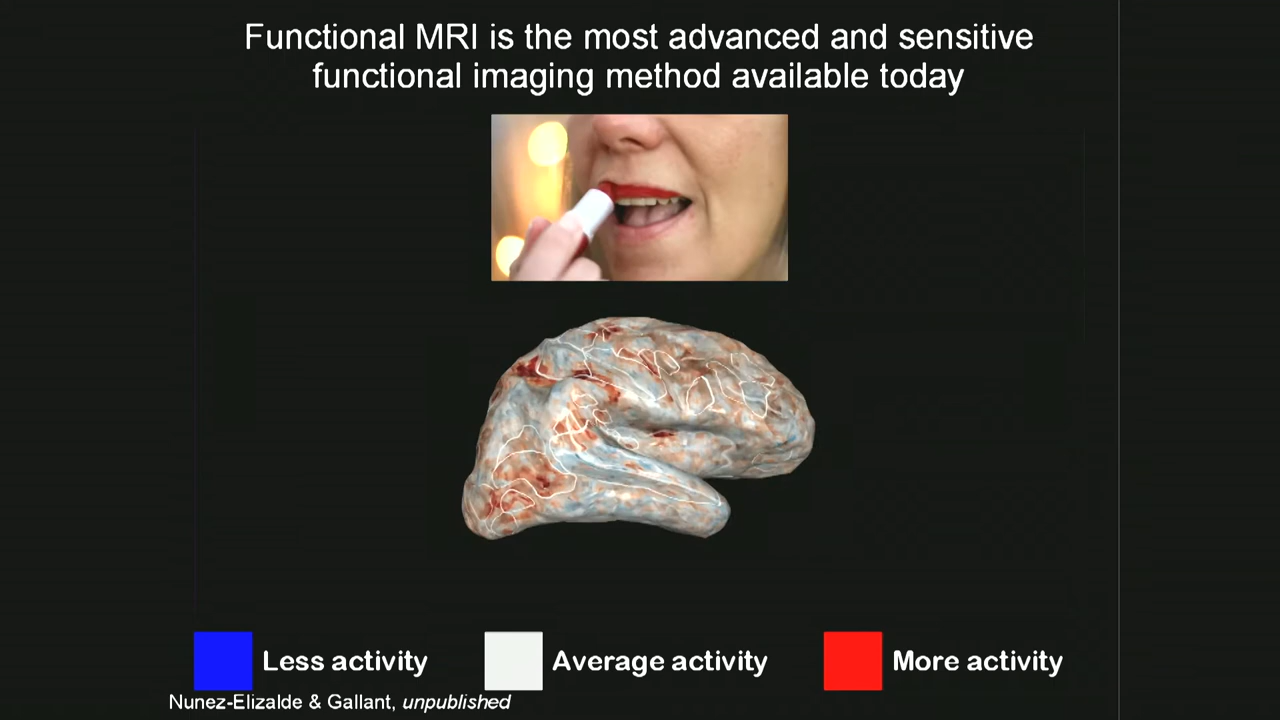 Functional MRI is the most advanced and sensitive
functional imaging method available today
Less activity
Average activity
More activity
Nunez-Elizalde & Gallant, unpublished